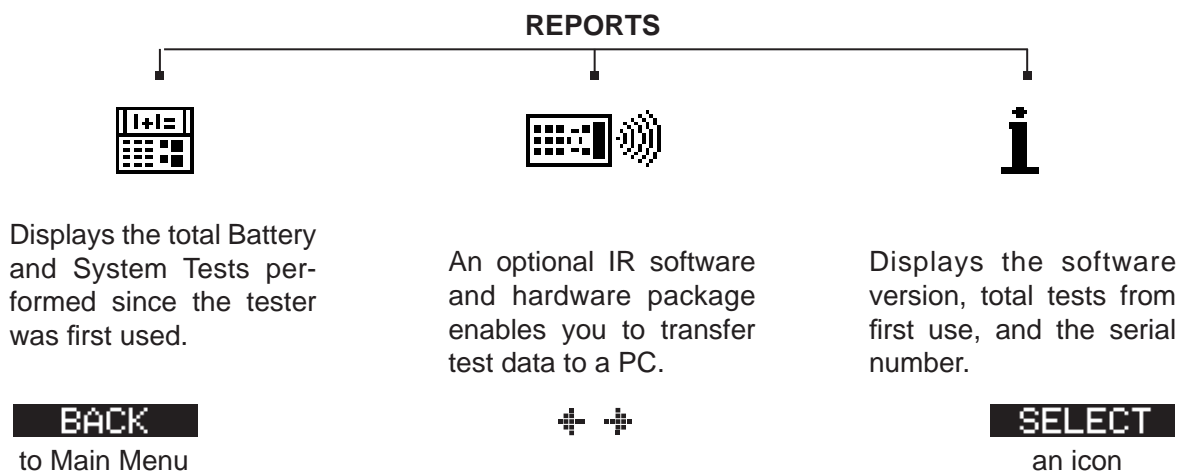 REPORTS
Displays the total Battery
and System Tests per-
formed since the tester
was first used.
An optional IR software
and hardware package
enables you to transfer
test data to a PC.
Displays the software
version, total tests from
first use, and the serial
number.
BACK
to Main Menu
SELECT
an icon